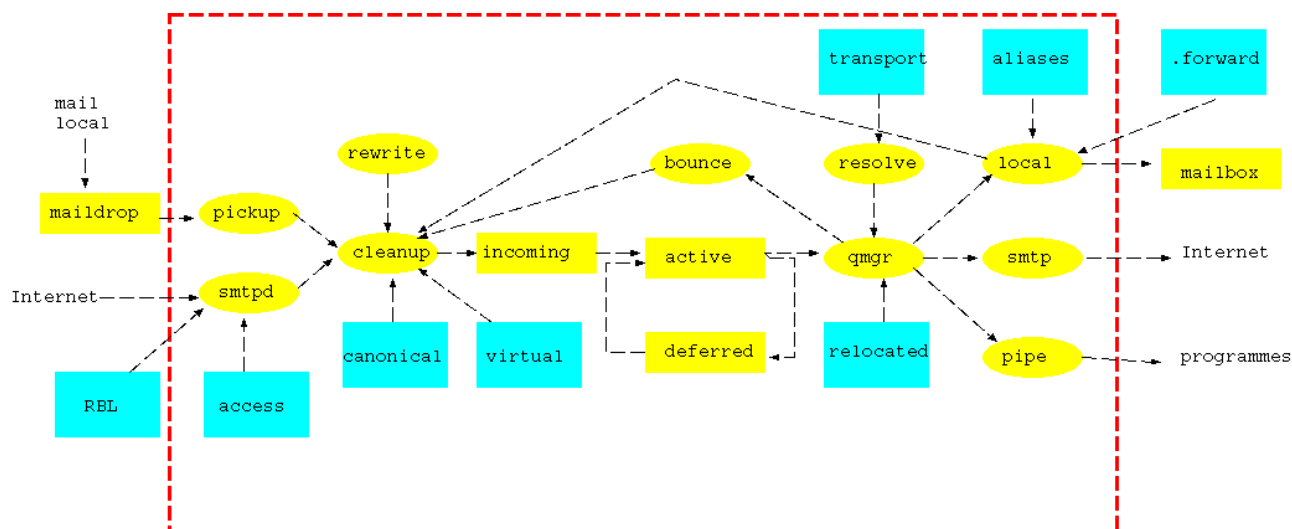 transport
aliases
.forward
mail
local
rewrite
bounce
resolve
local
mailbox
maildrop
pickup
cleanup
incoming
active
qmgr
smtp
Internet
Internet
smtpd
canonical
virtual
deferred
relocated
pipe
programmes
RBL
access